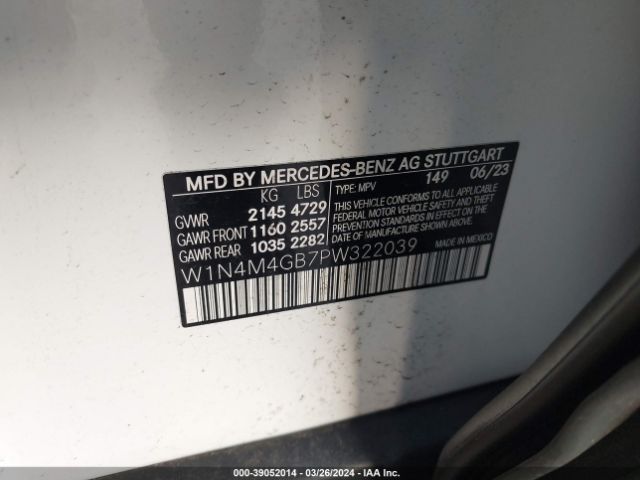 MFD BY MERCEDES-BENZ AG STUTTGART
KG LBS
TYPE: MPV 149 06/23
GVWR 2145 4729
GAWR FRONT 1160 2557
GAWR REAR 1035 2282
THIS VEHICLE CONFORMS TO ALL APPLICABLE
FEDERAL MOTOR VEHICLE SAFETY AND
THEFT PREVENTION STANDARDS IN EFFECT ON THE
DATE OF MANUFACTURE SHOWN ABOVE.
MADE IN MEXICO
W1N4M4GB7PW322039
000-39052014 - 03/26/2024 - IAA Inc.